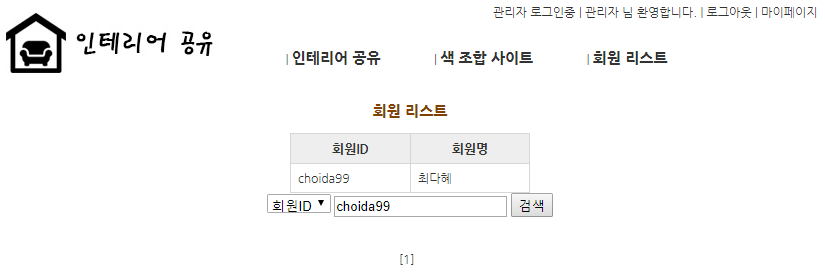 관리자 로그인중 | 관리자 님 환영합니다. | 로그아웃 | 마이페이지
인테리어 공유
| 인테리어 공유 | 색 조합 사이트 | 회원 리스트
회원 리스트
회원ID 회원명
choida99 최다혜
회원ID choida99 검색
[1]